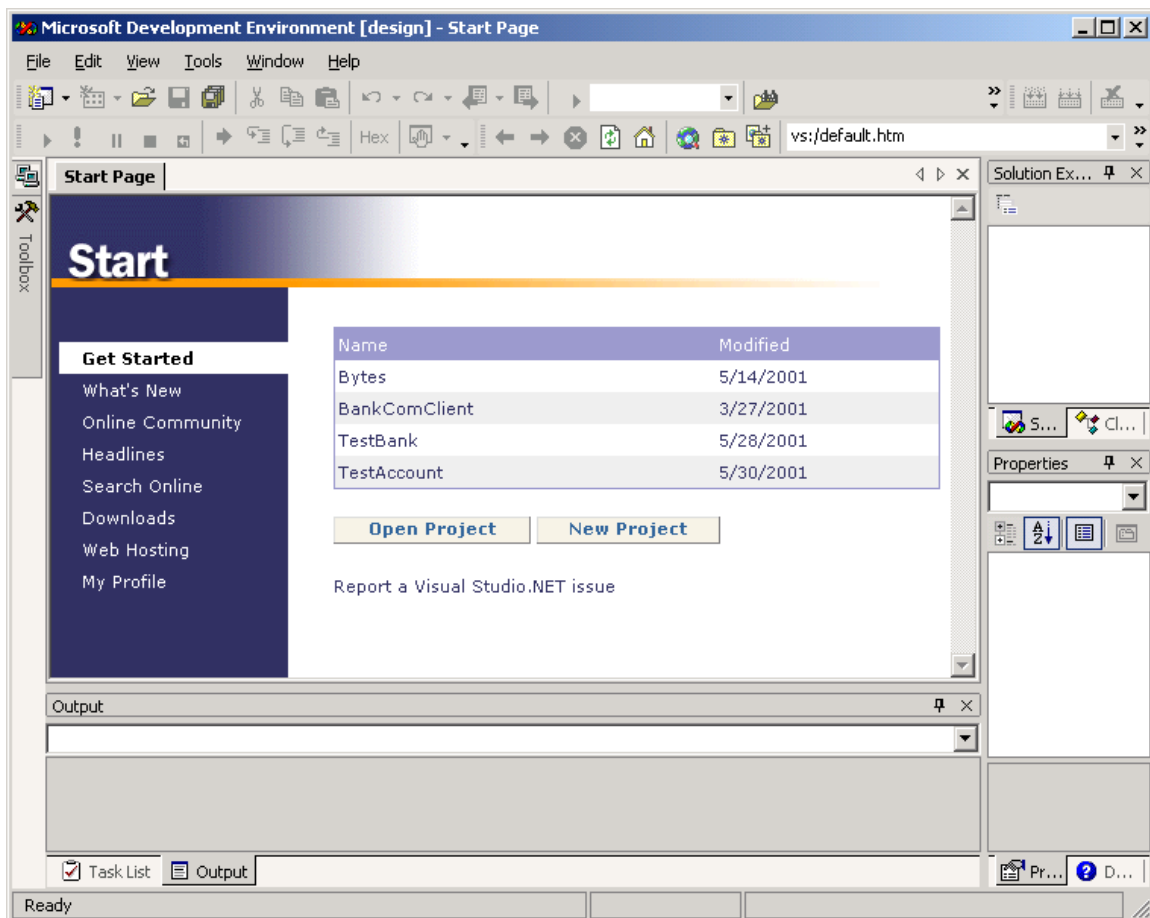 Microsoft Development Environment [design] - Start Page
File Edit View Tools Window Help
Hex
vs:/default.htm
Toolbox
Start Page
Solution Ex...
Start
Get Started
What's New
Online Community
Headlines
Search Online
Downloads
Web Hosting
My Profile
Name Modified
Bytes 5/14/2001
BankComClient 3/27/2001
TestBank 5/28/2001
TestAccount 5/30/2001
Open Project New Project
Report a Visual Studio.NET issue
S... Cl...
Properties
Output
Task List Output
Pr... D...
Ready